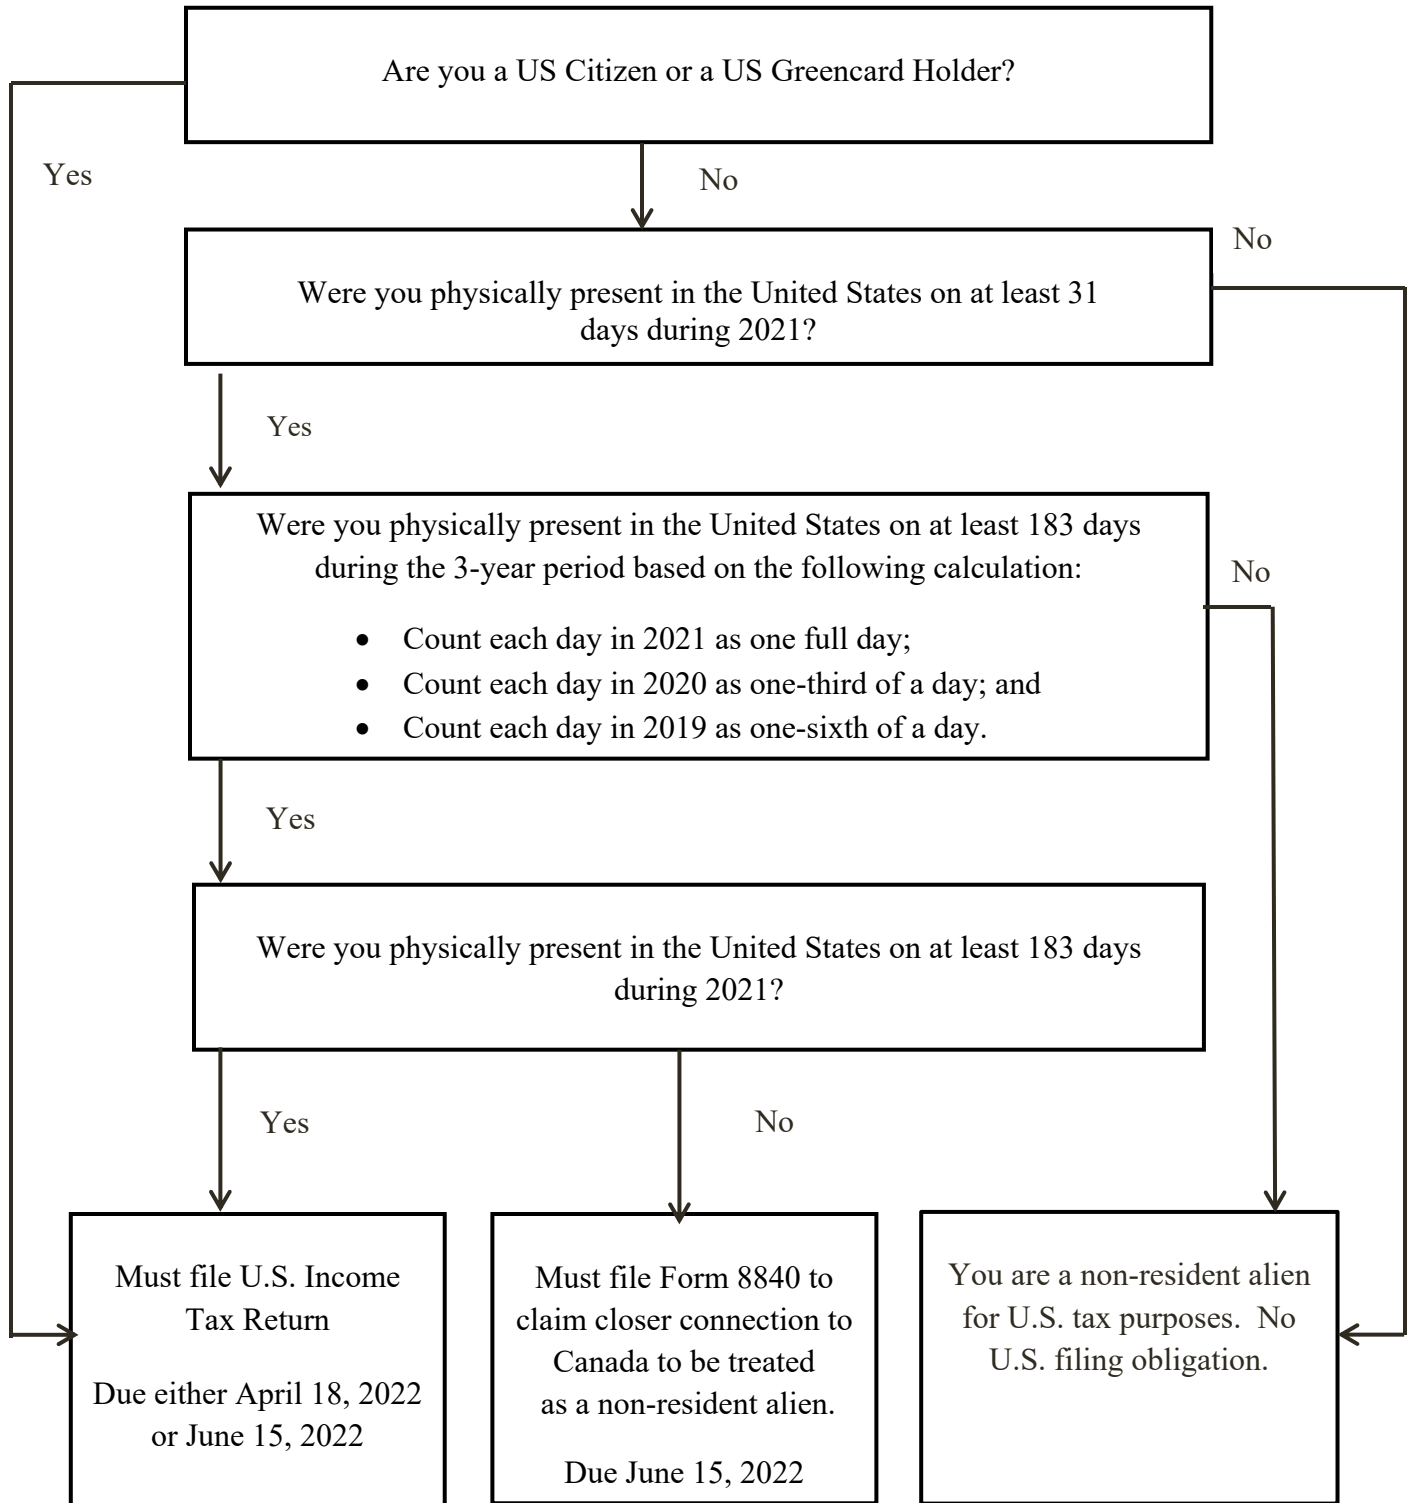 Are you a US Citizen or a US Greencard Holder?
Yes
No
No
Were you physically present in the United States on at least 31
days during 2021?
Yes
Were you physically present in the United States on at least 183 days
during the 3-year period based on the following calculation:
No
• Count each day in 2021 as one full day;
• Count each day in 2020 as one-third of a day; and
• Count each day in 2019 as one-sixth of a day.
Yes
Were you physically present in the United States on at least 183 days
during 2021?
Yes
No
Must file U.S. Income
Tax Return
Due either April 18, 2022
or June 15, 2022
Must file Form 8840 to
claim closer connection to
Canada to be treated
as a non-resident alien.
Due June 15, 2022
You are a non-resident alien
for U.S. tax purposes.  No
U.S. filing obligation.